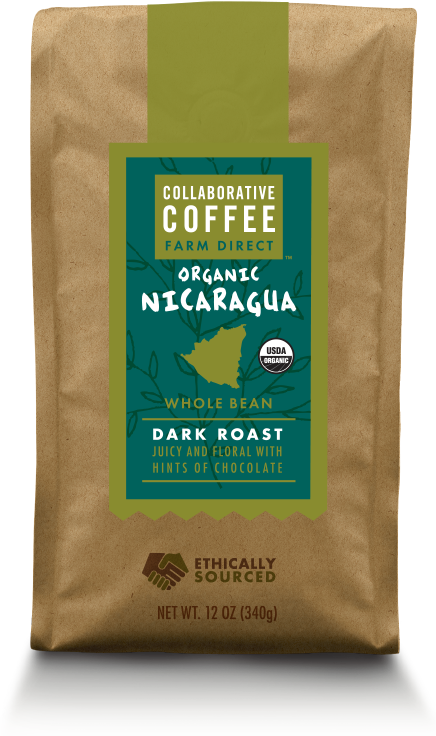 COLLABORATIVE
COFFEE
FARM DIRECT
™
ORGANIC
NICARAGUA
USDA
ORGANIC
WHOLE BEAN
DARK ROAST
JUICY AND FLORAL WITH
HINTS OF CHOCOLATE
ETHICALLY
SOURCED
NET WT. 12 OZ (340g)